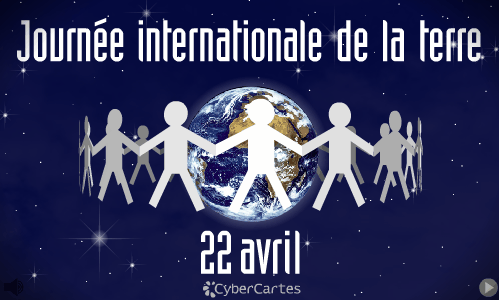 Journée internationale de la terre
22 avril
CyberCartes